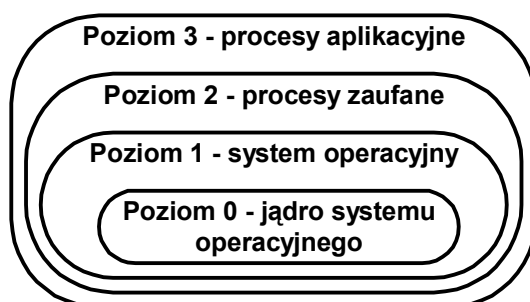 Poziom 3 - procesy aplikacyjne
Poziom 2 - procesy zaufane
Poziom 1 - system operacyjny
Poziom 0 - jądro systemu
operacyjnego